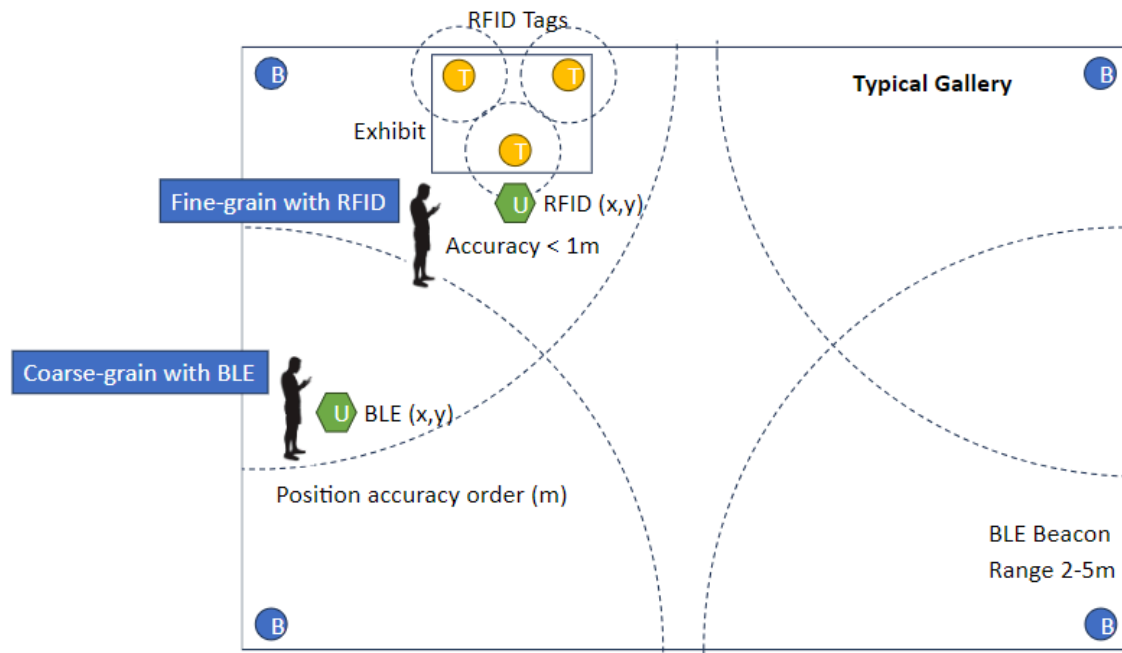 RFID Tags
B
T
T
B
Typical Gallery
Exhibit
T
Fine-grain with RFID
U
RFID (x,y)
Accuracy < 1m
Coarse-grain with BLE
U
BLE (x,y)
Position accuracy order (m)
BLE Beacon
Range 2-5m
B
B